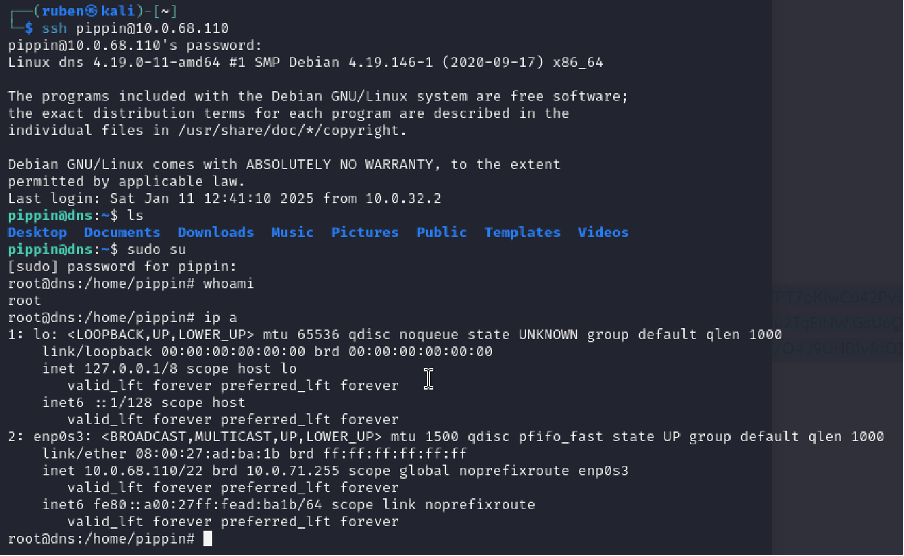 ┌──(ruben㉿kali)-[~]
└─$ ssh pippin@10.0.68.110
pippin@10.0.68.110's password:
Linux dns 4.19.0-11-amd64 #1 SMP Debian 4.19.146-1 (2020-09-17) x86_64
The programs included with the Debian GNU/Linux system are free software;
the exact distribution terms for each program are described in the
individual files in /usr/share/doc/*/copyright.
Debian GNU/Linux comes with ABSOLUTELY NO WARRANTY, to the extent
permitted by applicable law.
Last login: Sat Jan 11 12:41:10 2025 from 10.0.32.2
pippin@dns:~$ ls
Desktop  Documents  Downloads  Music  Pictures  Public  Templates  Videos
pippin@dns:~$ sudo su
[sudo] password for pippin:
root@dns:/home/pippin# whoami
root
root@dns:/home/pippin# ip a
1: lo: <LOOPBACK,UP,LOWER_UP> mtu 65536 qdisc noqueue state UNKNOWN group default qlen 1000
    link/loopback 00:00:00:00:00:00 brd 00:00:00:00:00:00
    inet 127.0.0.1/8 scope host lo
       valid_lft forever preferred_lft forever
    inet6 ::1/128 scope host
       valid_lft forever preferred_lft forever
2: enp0s3: <BROADCAST,MULTICAST,UP,LOWER_UP> mtu 1500 qdisc pfifo_fast state UP group default qlen 1000
    link/ether 08:00:27:ad:ba:1b brd ff:ff:ff:ff:ff:ff
    inet 10.0.68.110/22 brd 10.0.71.255 scope global noprefixroute enp0s3
       valid_lft forever preferred_lft forever
    inet6 fe80::a00:27ff:fead:ba1b/64 scope link noprefixroute
       valid_lft forever preferred_lft forever
root@dns:/home/pippin#